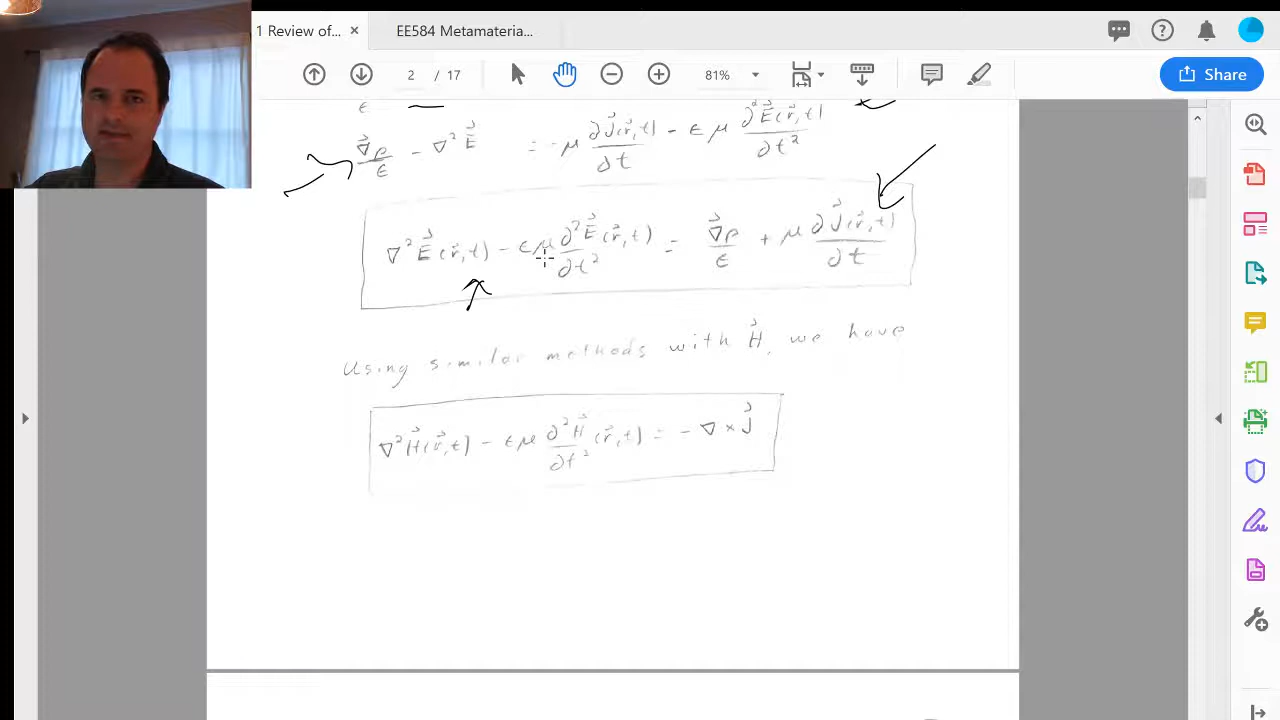 1 Review of...
EE584 Metamateria...
2 / 17
81%
Share
ϵ
∇⃗ρ/ϵ - ∇² E⃗ = -μ ∂J⃗(r⃗,t)/∂t - ϵμ ∂²E⃗(r⃗,t)/∂t²
∇²E⃗(r⃗,t) - ϵμ ∂²E⃗(r⃗,t)/∂t² = ∇⃗ρ/ϵ + μ ∂J⃗(r⃗,t)/∂t
Using similar methods with H⃗, we have
∇²H⃗(r⃗,t) - ϵμ ∂²H⃗/∂t² (r⃗,t) = - ∇ × J⃗